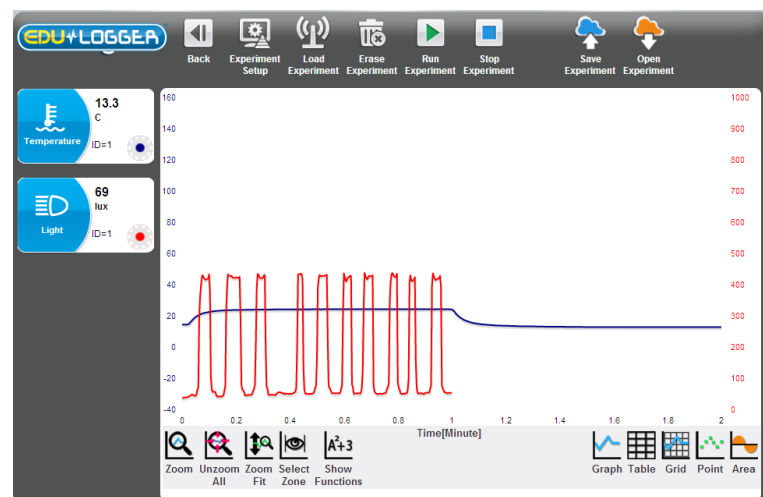 EDU LOGGER
Back
Experiment
Setup
Load
Experiment
Erase
Experiment
Run
Experiment
Stop
Experiment
Save
Experiment
Open
Experiment
13.3
C
Temperature
ID=1
69
lux
Light
ID=1
160
140
120
100
80
60
40
20
0
-20
-40
1000
900
800
700
600
500
400
300
200
100
0
0 0.2 0.4 0.6 0.8 1 1.2 1.4 1.6 1.8 2
Time[Minute]
A²+3
Zoom
Unzoom
All
Zoom
Fit
Select
Zone
Show
Functions
Graph
Table
Grid
Point
Area